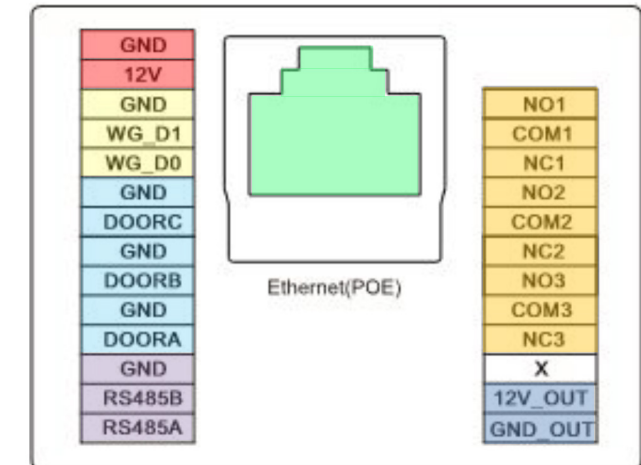 GND
12V
GND
WG_D1
WG_D0
GND
DOORC
GND
DOORB
GND
DOORA
GND
RS485B
RS485A
Ethernet(POE)
NO1
COM1
NC1
NO2
COM2
NC2
NO3
COM3
NC3
X
12V_OUT
GND_OUT